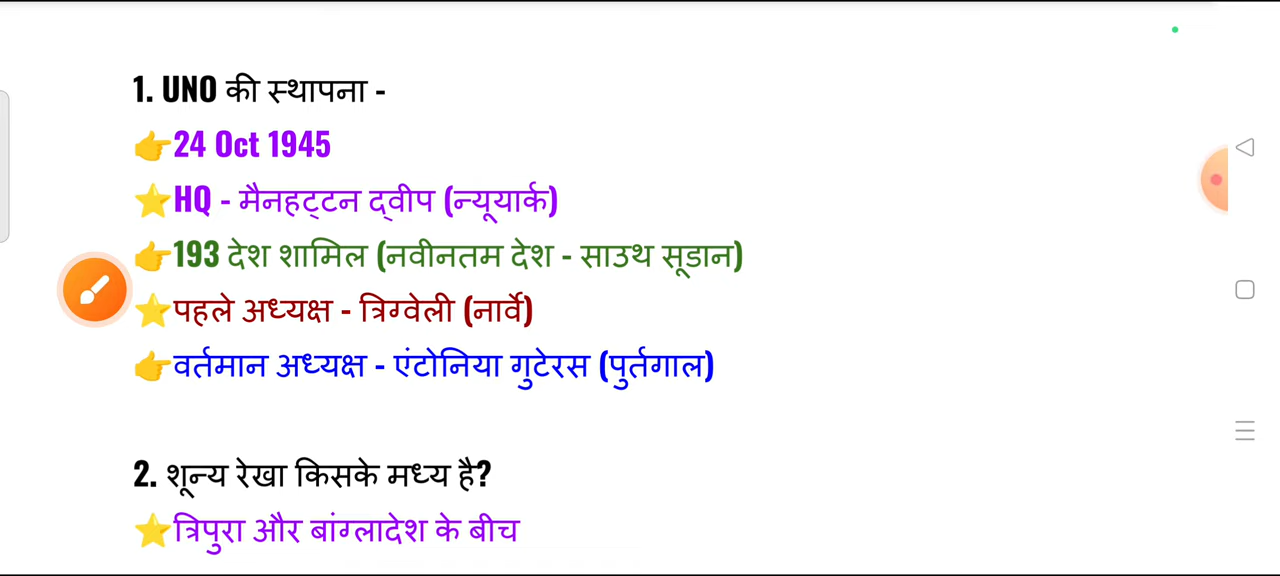 1. UNO की स्थापना -
👉24 Oct 1945
⭐HQ - मैनहट्टन द्वीप (न्यूयार्क)
👉193 देश शामिल (नवीनतम देश - साउथ सूडान)
⭐पहले अध्यक्ष - त्रिग्वेली (नार्वे)
👉वर्तमान अध्यक्ष - एंटोनिया गुटेरस (पुर्तगाल)
2. शून्य रेखा किसके मध्य है?
⭐त्रिपुरा और बांग्लादेश के बीच